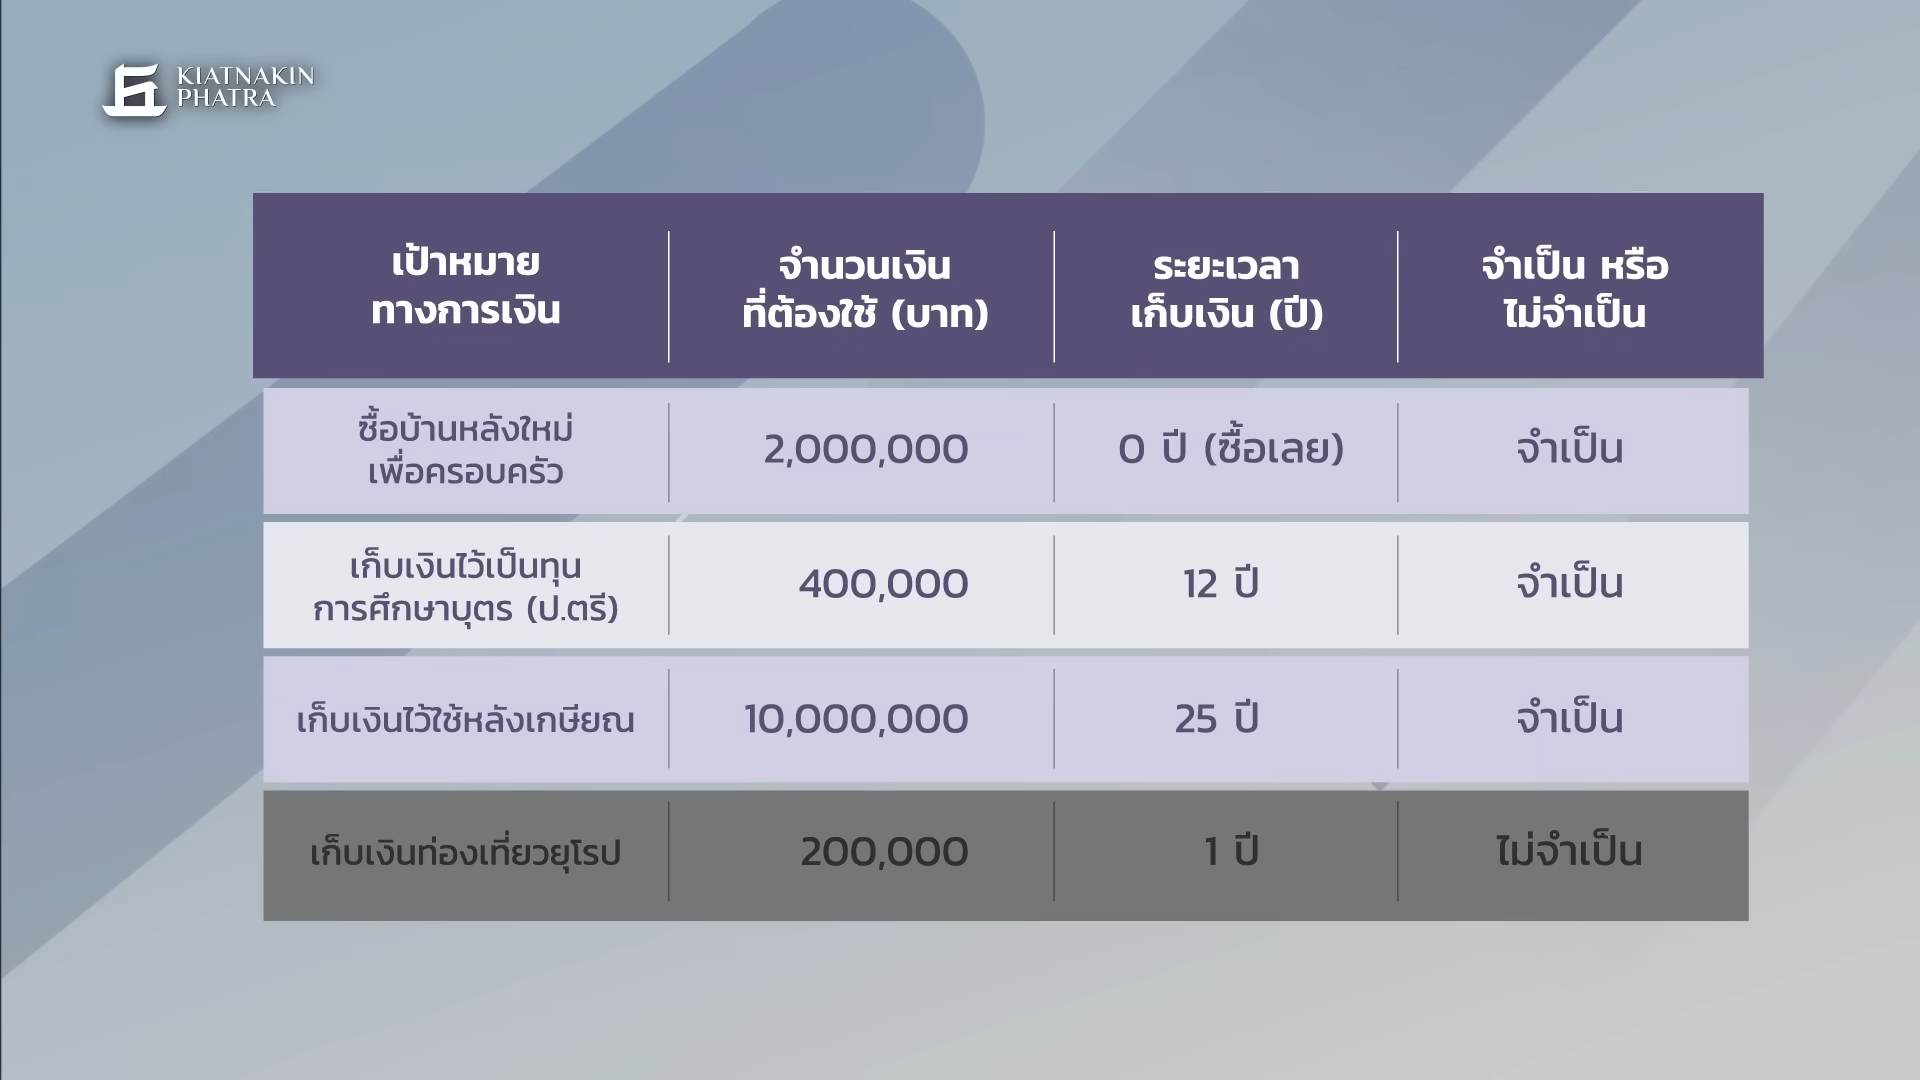 KIATNAKIN
PHATRA
เป้าหมาย
ทางการเงิน
จำนวนเงิน
ที่ต้องใช้ (บาท)
ระยะเวลา
เก็บเงิน (ปี)
จำเป็น หรือ
ไม่จำเป็น
ซื้อบ้านหลังใหม่
เพื่อครอบครัว
2,000,000
0 ปี (ซื้อเลย)
จำเป็น
เก็บเงินไว้เป็นทุน
การศึกษาบุตร (ป.ตรี)
400,000
12 ปี
จำเป็น
เก็บเงินไว้ใช้หลังเกษียณ
10,000,000
25 ปี
จำเป็น
เก็บเงินท่องเที่ยวยุโรป
200,000
1 ปี
ไม่จำเป็น